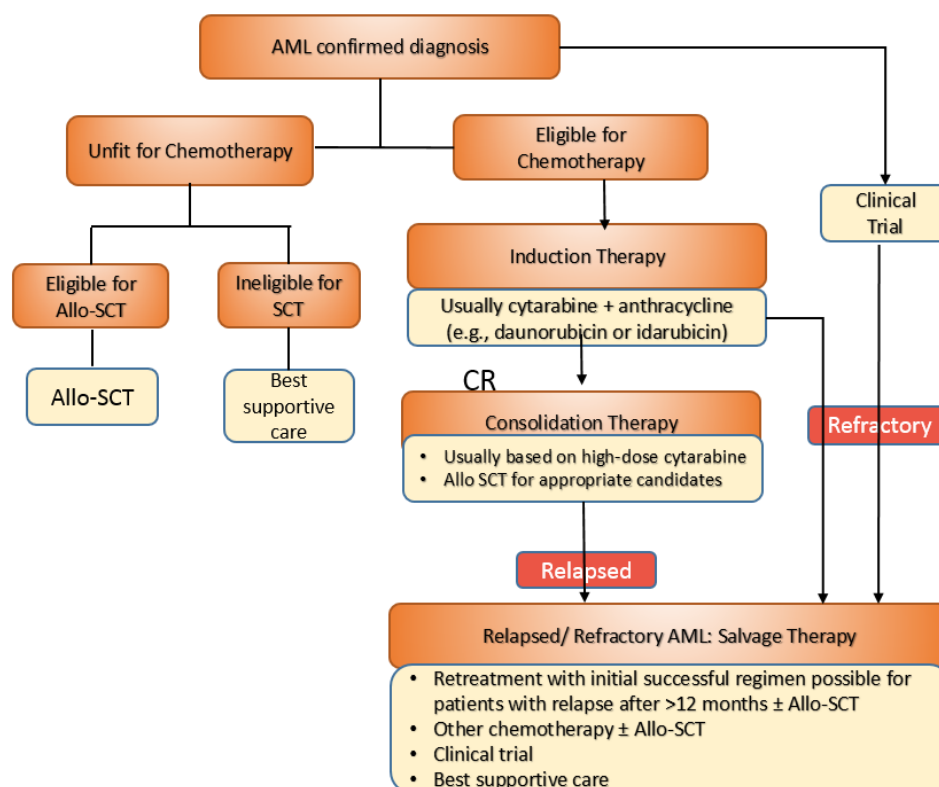 AML confirmed diagnosis
Unfit for Chemotherapy
Eligible for
Chemotherapy
Clinical
Trial
Eligible for
Allo-SCT
Ineligible for
SCT
Induction Therapy
Usually cytarabine + anthracycline
(e.g., daunorubicin or idarubicin)
Allo-SCT
Best
supportive
care
CR
Consolidation Therapy
• Usually based on high-dose cytarabine
• Allo SCT for appropriate candidates
Refractory
Relapsed
Relapsed/ Refractory AML: Salvage Therapy
• Retreatment with initial successful regimen possible for
patients with relapse after >12 months ± Allo-SCT
• Other chemotherapy ± Allo-SCT
• Clinical trial
• Best supportive care